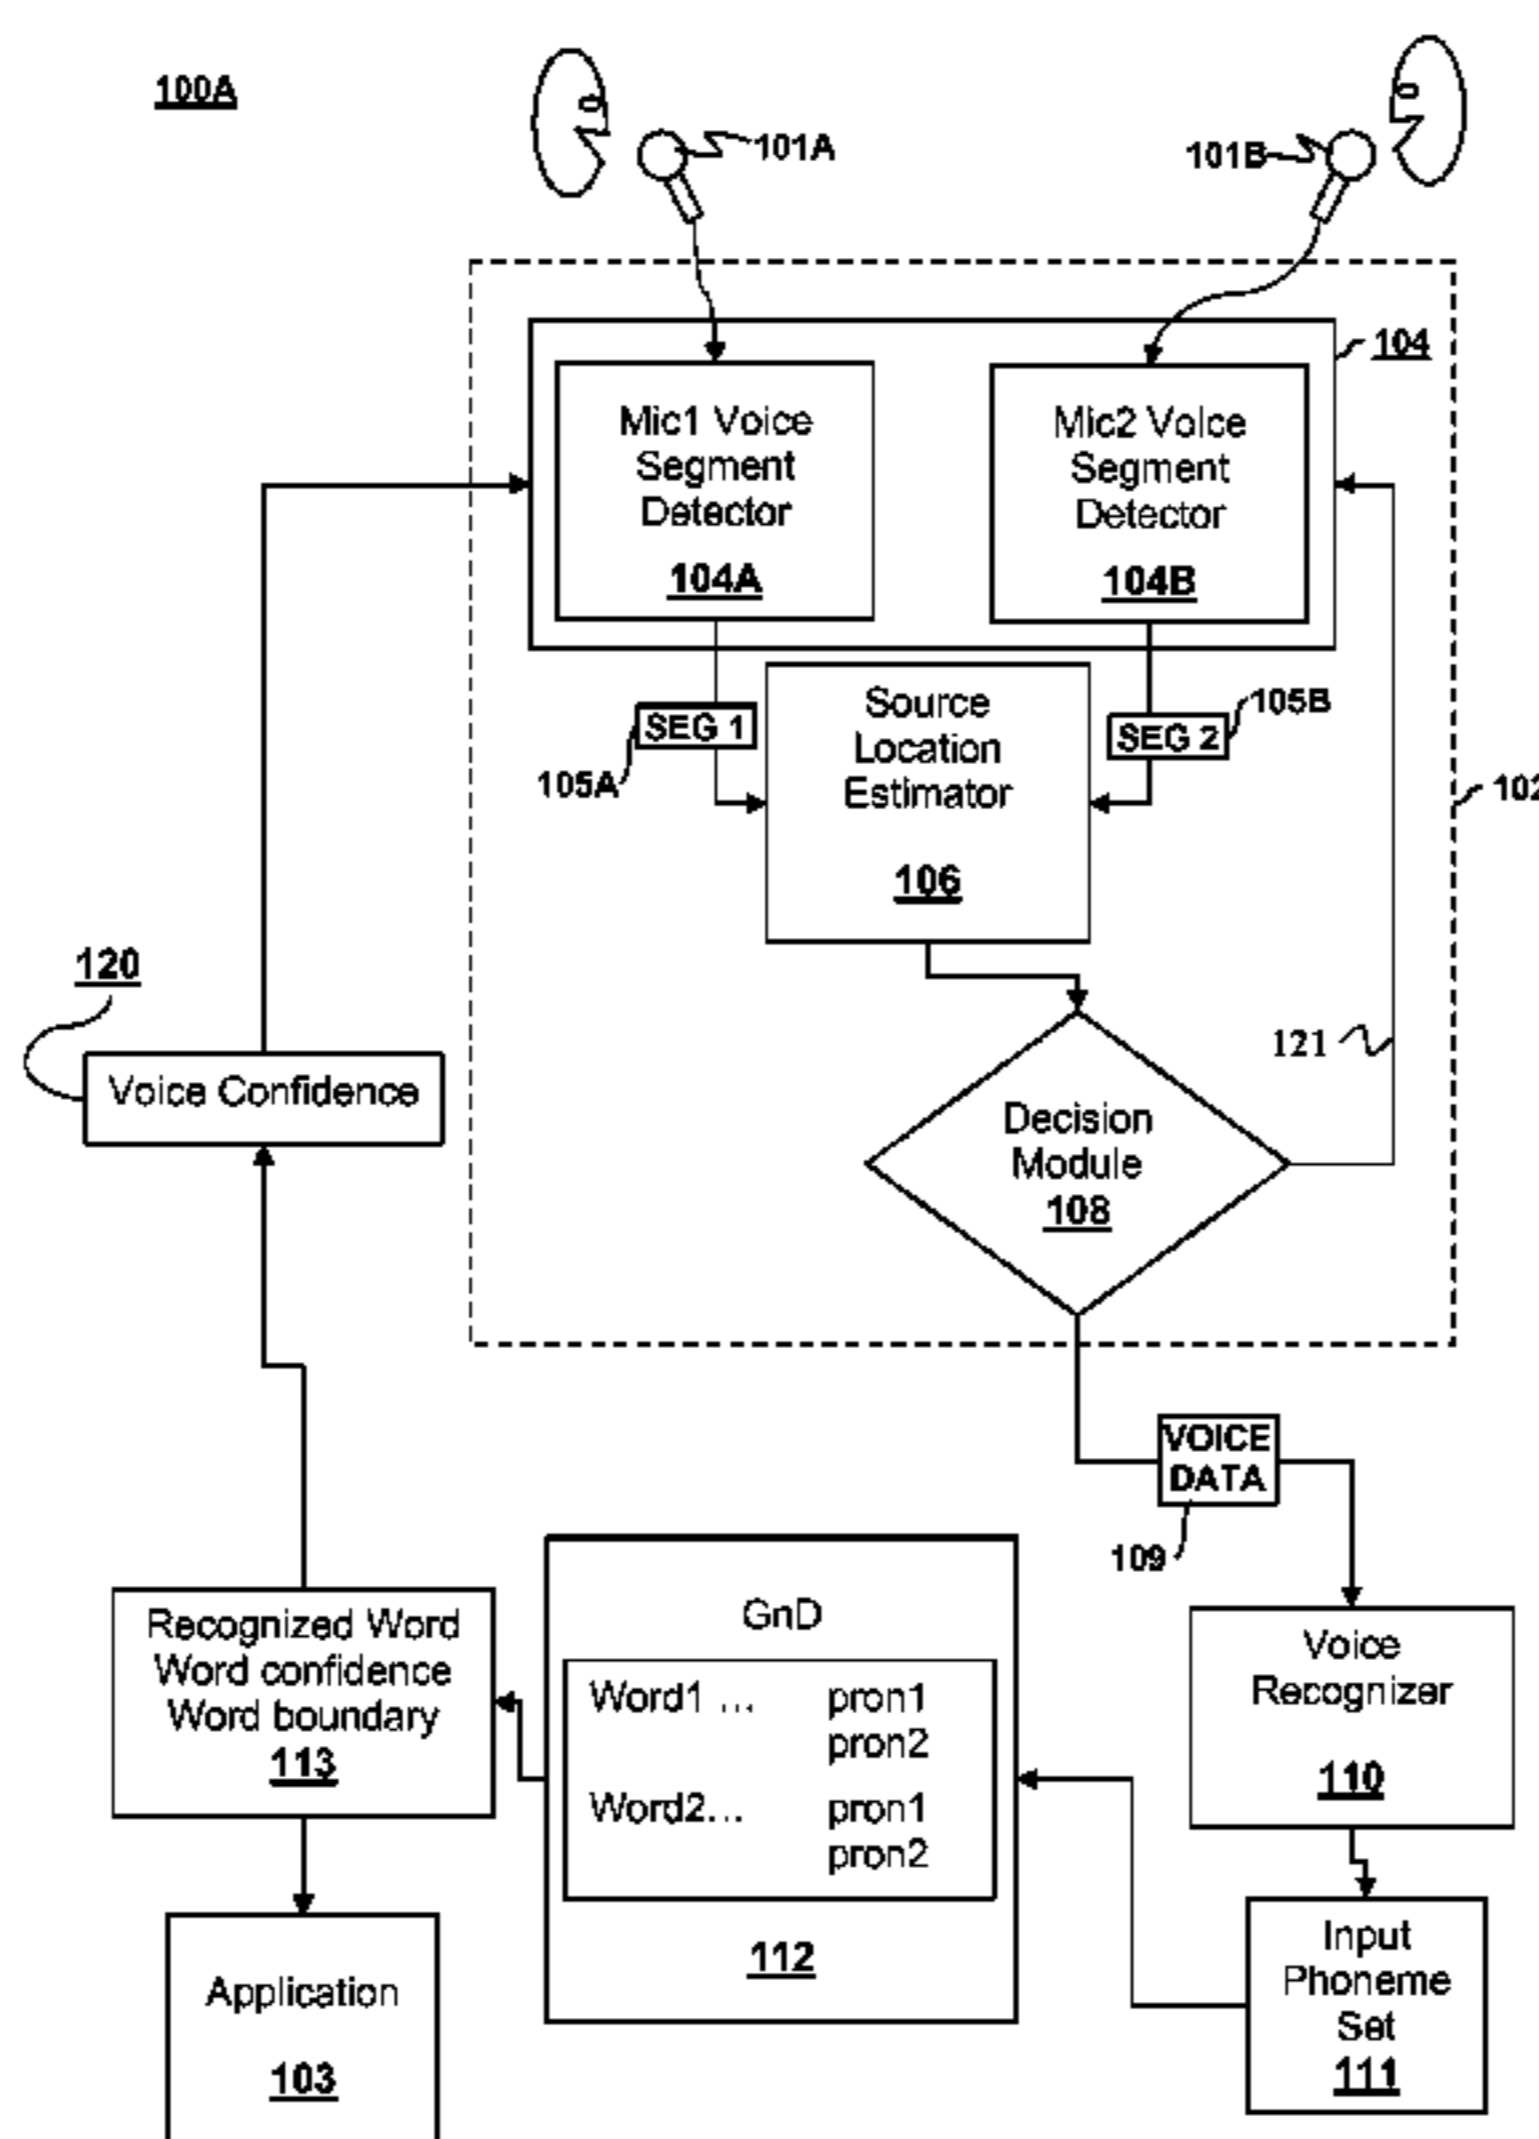 100A
101A
101B
104
Mic1 Voice
Segment
Detector
104A
Mic2 Voice
Segment
Detector
104B
SEG 1
105A
Source
Location
Estimator
106
SEG 2
105B
102
120
Voice Confidence
121
Decision
Module
108
VOICE
DATA
109
Recognized Word
Word confidence
Word boundary
113
GnD
Word1 ... pron1
pron2
Word2... pron1
pron2
112
Voice
Recognizer
110
Application
103
Input
Phoneme
Set
111